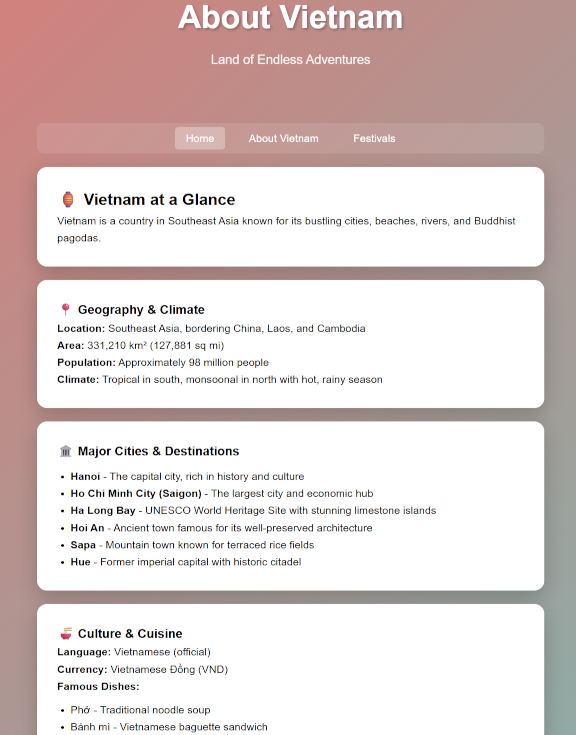 About Vietnam
Land of Endless Adventures
Home About Vietnam Festivals
Vietnam at a Glance
Vietnam is a country in Southeast Asia known for its bustling cities, beaches, rivers, and Buddhist
pagodas.
Geography & Climate
Location: Southeast Asia, bordering China, Laos, and Cambodia
Area: 331,210 km² (127,881 sq mi)
Population: Approximately 98 million people
Climate: Tropical in south, monsoonal in north with hot, rainy season
Major Cities & Destinations
• Hanoi - The capital city, rich in history and culture
• Ho Chi Minh City (Saigon) - The largest city and economic hub
• Ha Long Bay - UNESCO World Heritage Site with stunning limestone islands
• Hoi An - Ancient town famous for its well-preserved architecture
• Sapa - Mountain town known for terraced rice fields
• Hue - Former imperial capital with historic citadel
Culture & Cuisine
Language: Vietnamese (official)
Currency: Vietnamese Đồng (VND)
Famous Dishes:
• Phở - Traditional noodle soup
• Bánh mì - Vietnamese baguette sandwich